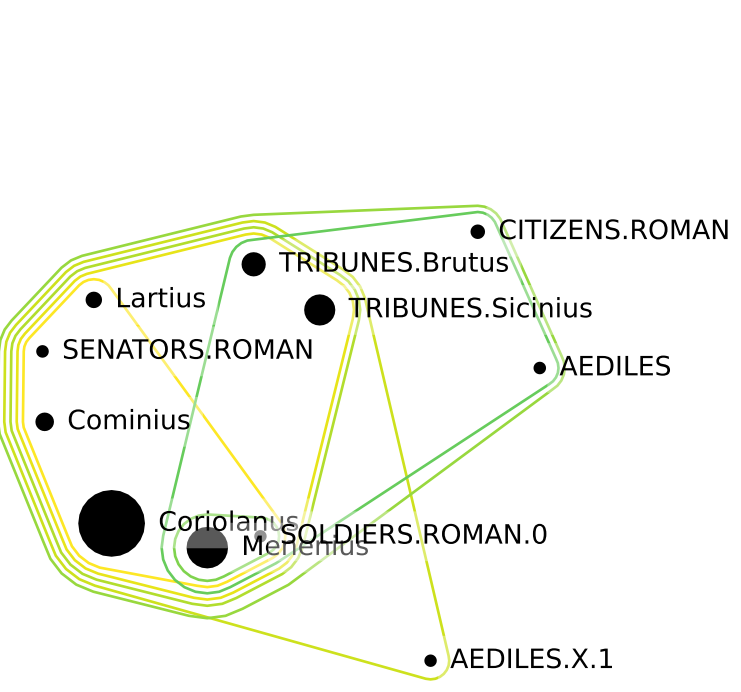 CITIZENS.ROMAN
TRIBUNES.Brutus
Lartius
TRIBUNES.Sicinius
SENATORS.ROMAN
AEDILES
Cominius
Coriolanus
SOLDIERS.ROMAN.0
Menenius
AEDILES.X.1